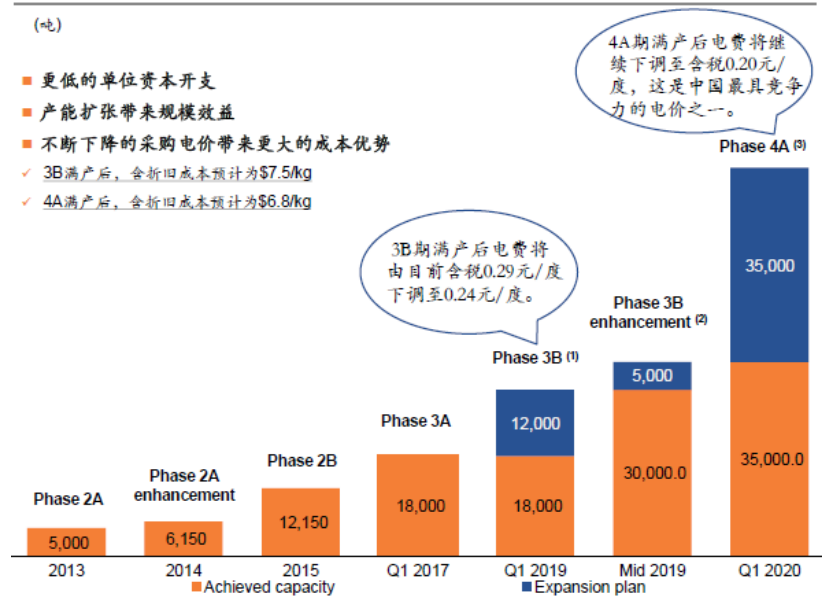 (吨)
■ 更低的单位资本开支
■ 产能扩张带来规模效益
■ 不断下降的采购电价带来更大的成本优势
✓ 3B满产后，含折旧成本预计为$7.5/kg
✓ 4A满产后，含折旧成本预计为$6.8/kg
4A期满产后电费将继
续下调至含税0.20元/
度，这是中国最具竞争
力的电价之一。
3B期满产后电费将
由目前含税0.29元/度
下调至0.24元/度。
Phase 2A
5,000
2013
Phase 2A
enhancement
6,150
2014
Phase 2B
12,150
2015
Phase 3A
18,000
Q1 2017
Phase 3B (1)
12,000
18,000
Q1 2019
Phase 3B
enhancement (2)
5,000
30,000.0
Mid 2019
Phase 4A (3)
35,000
35,000.0
Q1 2020
Achieved capacity
Expansion plan